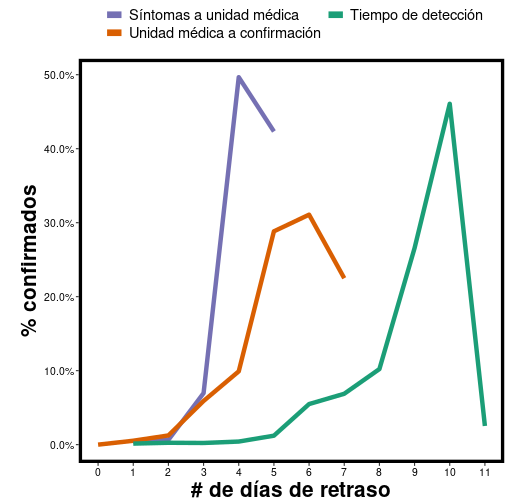 Síntomas a unidad médica
Tiempo de detección
Unidad médica a confirmación
50.0%
40.0%
30.0%
20.0%
10.0%
0.0%
% confirmados
0 1 2 3 4 5 6 7 8 9 10 11
# de días de retraso